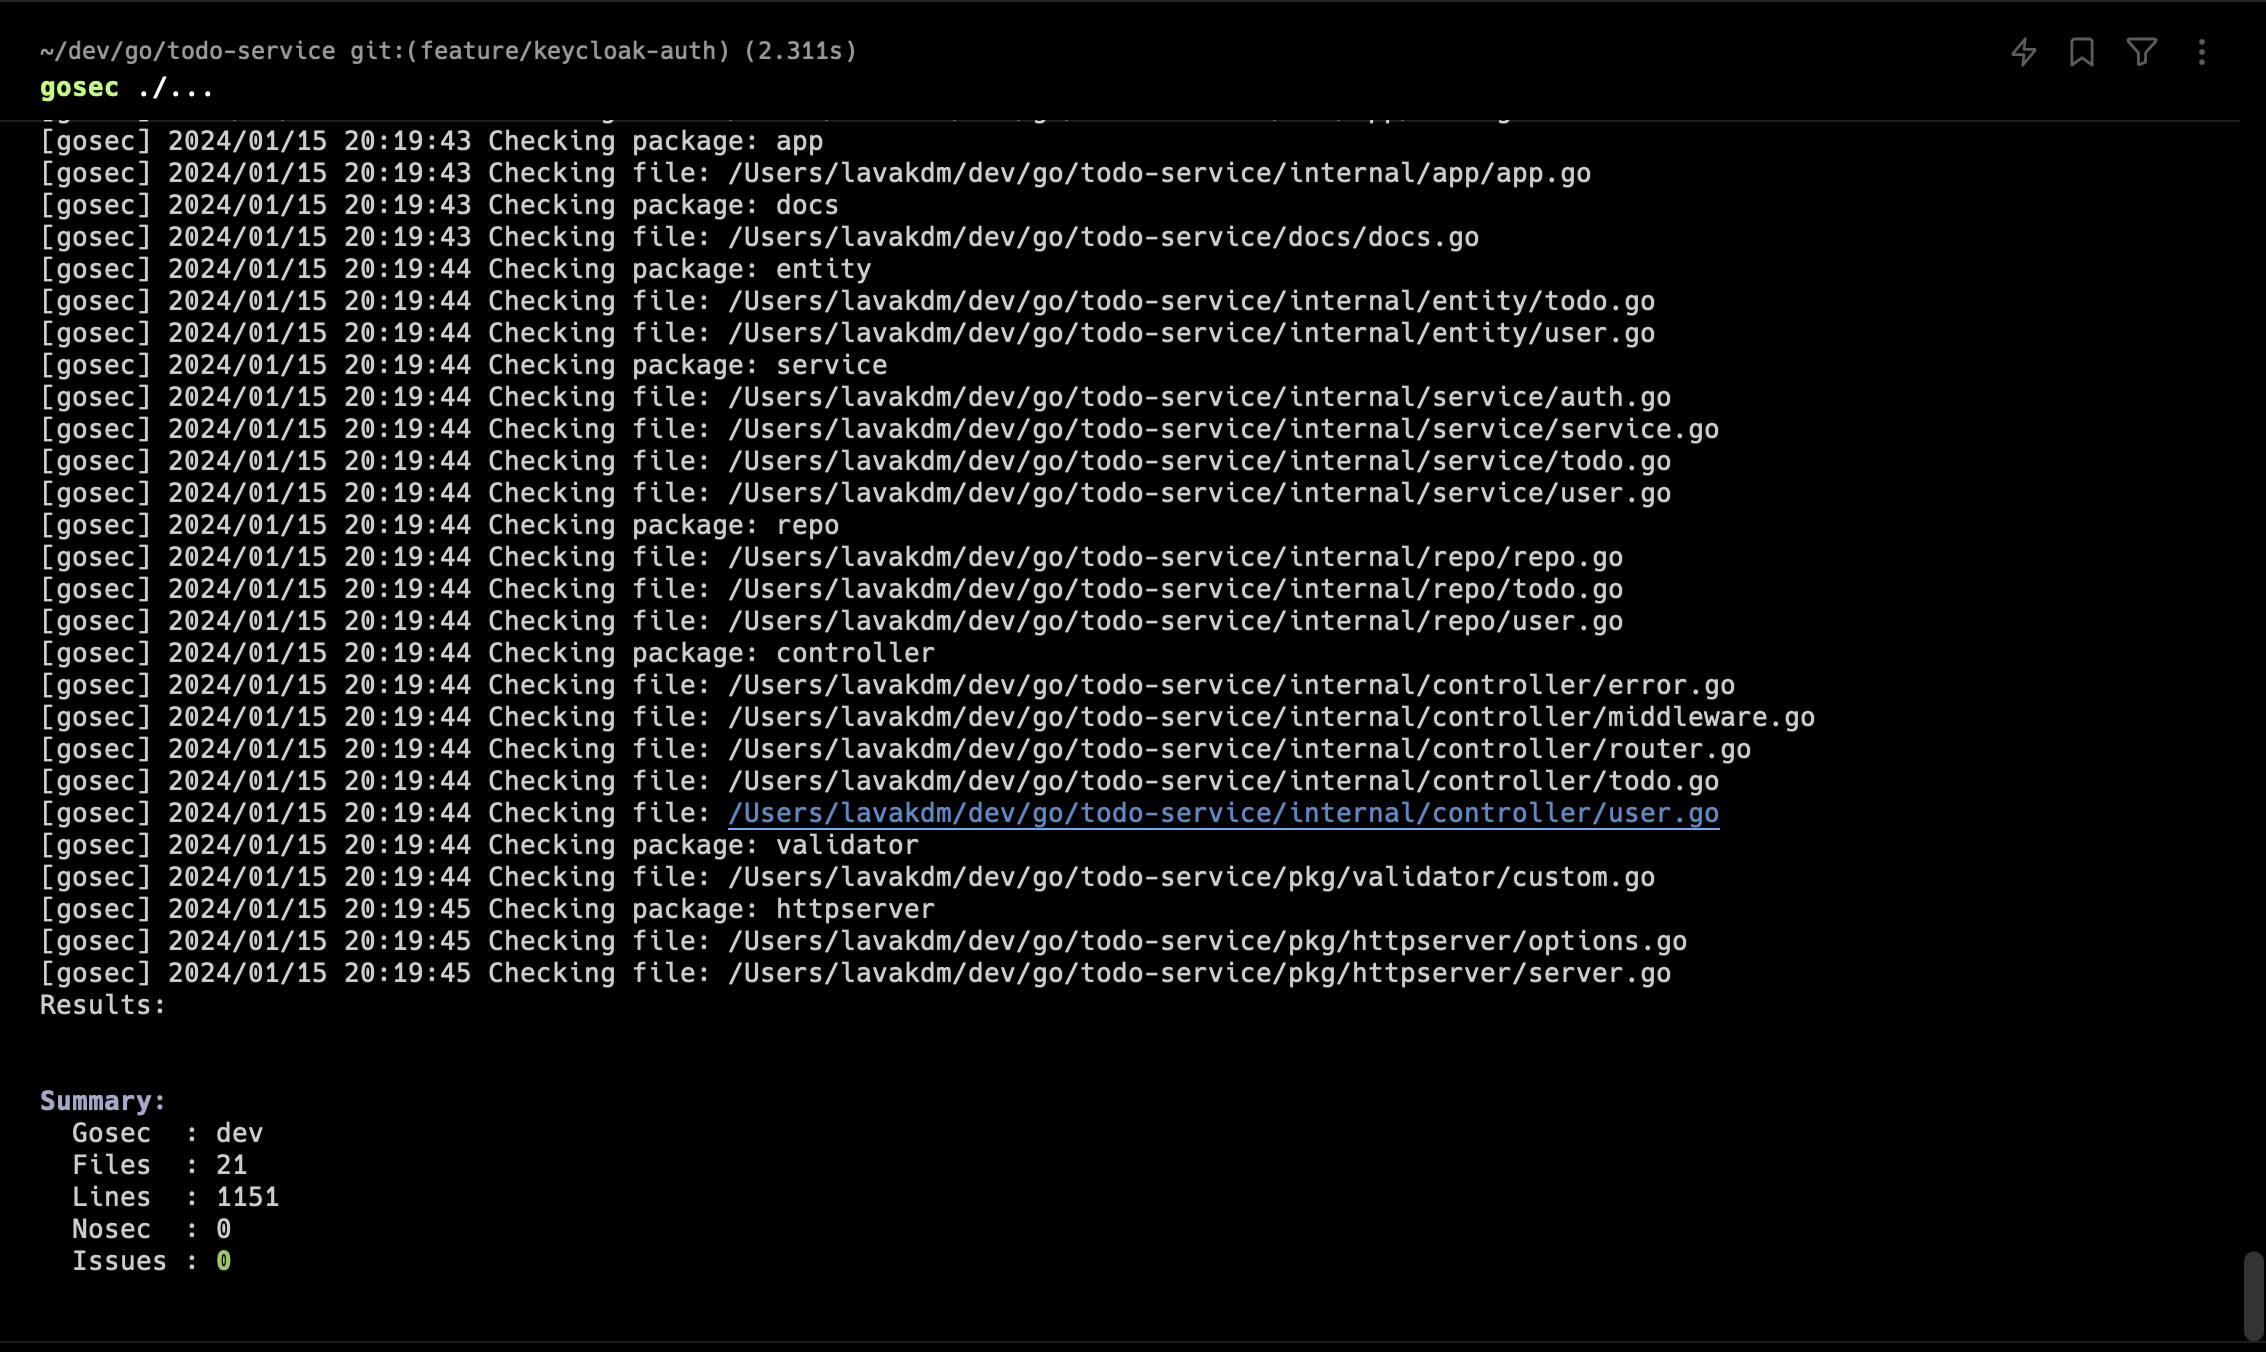 ~/dev/go/todo-service git:(feature/keycloak-auth) (2.311s)
gosec ./...
[gosec] 2024/01/15 20:19:43 Checking package: app
[gosec] 2024/01/15 20:19:43 Checking file: /Users/lavakdm/dev/go/todo-service/internal/app/app.go
[gosec] 2024/01/15 20:19:43 Checking package: docs
[gosec] 2024/01/15 20:19:43 Checking file: /Users/lavakdm/dev/go/todo-service/docs/docs.go
[gosec] 2024/01/15 20:19:44 Checking package: entity
[gosec] 2024/01/15 20:19:44 Checking file: /Users/lavakdm/dev/go/todo-service/internal/entity/todo.go
[gosec] 2024/01/15 20:19:44 Checking file: /Users/lavakdm/dev/go/todo-service/internal/entity/user.go
[gosec] 2024/01/15 20:19:44 Checking package: service
[gosec] 2024/01/15 20:19:44 Checking file: /Users/lavakdm/dev/go/todo-service/internal/service/auth.go
[gosec] 2024/01/15 20:19:44 Checking file: /Users/lavakdm/dev/go/todo-service/internal/service/service.go
[gosec] 2024/01/15 20:19:44 Checking file: /Users/lavakdm/dev/go/todo-service/internal/service/todo.go
[gosec] 2024/01/15 20:19:44 Checking file: /Users/lavakdm/dev/go/todo-service/internal/service/user.go
[gosec] 2024/01/15 20:19:44 Checking package: repo
[gosec] 2024/01/15 20:19:44 Checking file: /Users/lavakdm/dev/go/todo-service/internal/repo/repo.go
[gosec] 2024/01/15 20:19:44 Checking file: /Users/lavakdm/dev/go/todo-service/internal/repo/todo.go
[gosec] 2024/01/15 20:19:44 Checking file: /Users/lavakdm/dev/go/todo-service/internal/repo/user.go
[gosec] 2024/01/15 20:19:44 Checking package: controller
[gosec] 2024/01/15 20:19:44 Checking file: /Users/lavakdm/dev/go/todo-service/internal/controller/error.go
[gosec] 2024/01/15 20:19:44 Checking file: /Users/lavakdm/dev/go/todo-service/internal/controller/middleware.go
[gosec] 2024/01/15 20:19:44 Checking file: /Users/lavakdm/dev/go/todo-service/internal/controller/router.go
[gosec] 2024/01/15 20:19:44 Checking file: /Users/lavakdm/dev/go/todo-service/internal/controller/todo.go
[gosec] 2024/01/15 20:19:44 Checking file: /Users/lavakdm/dev/go/todo-service/internal/controller/user.go
[gosec] 2024/01/15 20:19:44 Checking package: validator
[gosec] 2024/01/15 20:19:44 Checking file: /Users/lavakdm/dev/go/todo-service/pkg/validator/custom.go
[gosec] 2024/01/15 20:19:45 Checking package: httpserver
[gosec] 2024/01/15 20:19:45 Checking file: /Users/lavakdm/dev/go/todo-service/pkg/httpserver/options.go
[gosec] 2024/01/15 20:19:45 Checking file: /Users/lavakdm/dev/go/todo-service/pkg/httpserver/server.go
Results:
Summary:
Gosec : dev
Files : 21
Lines : 1151
Nosec : 0
Issues : 0